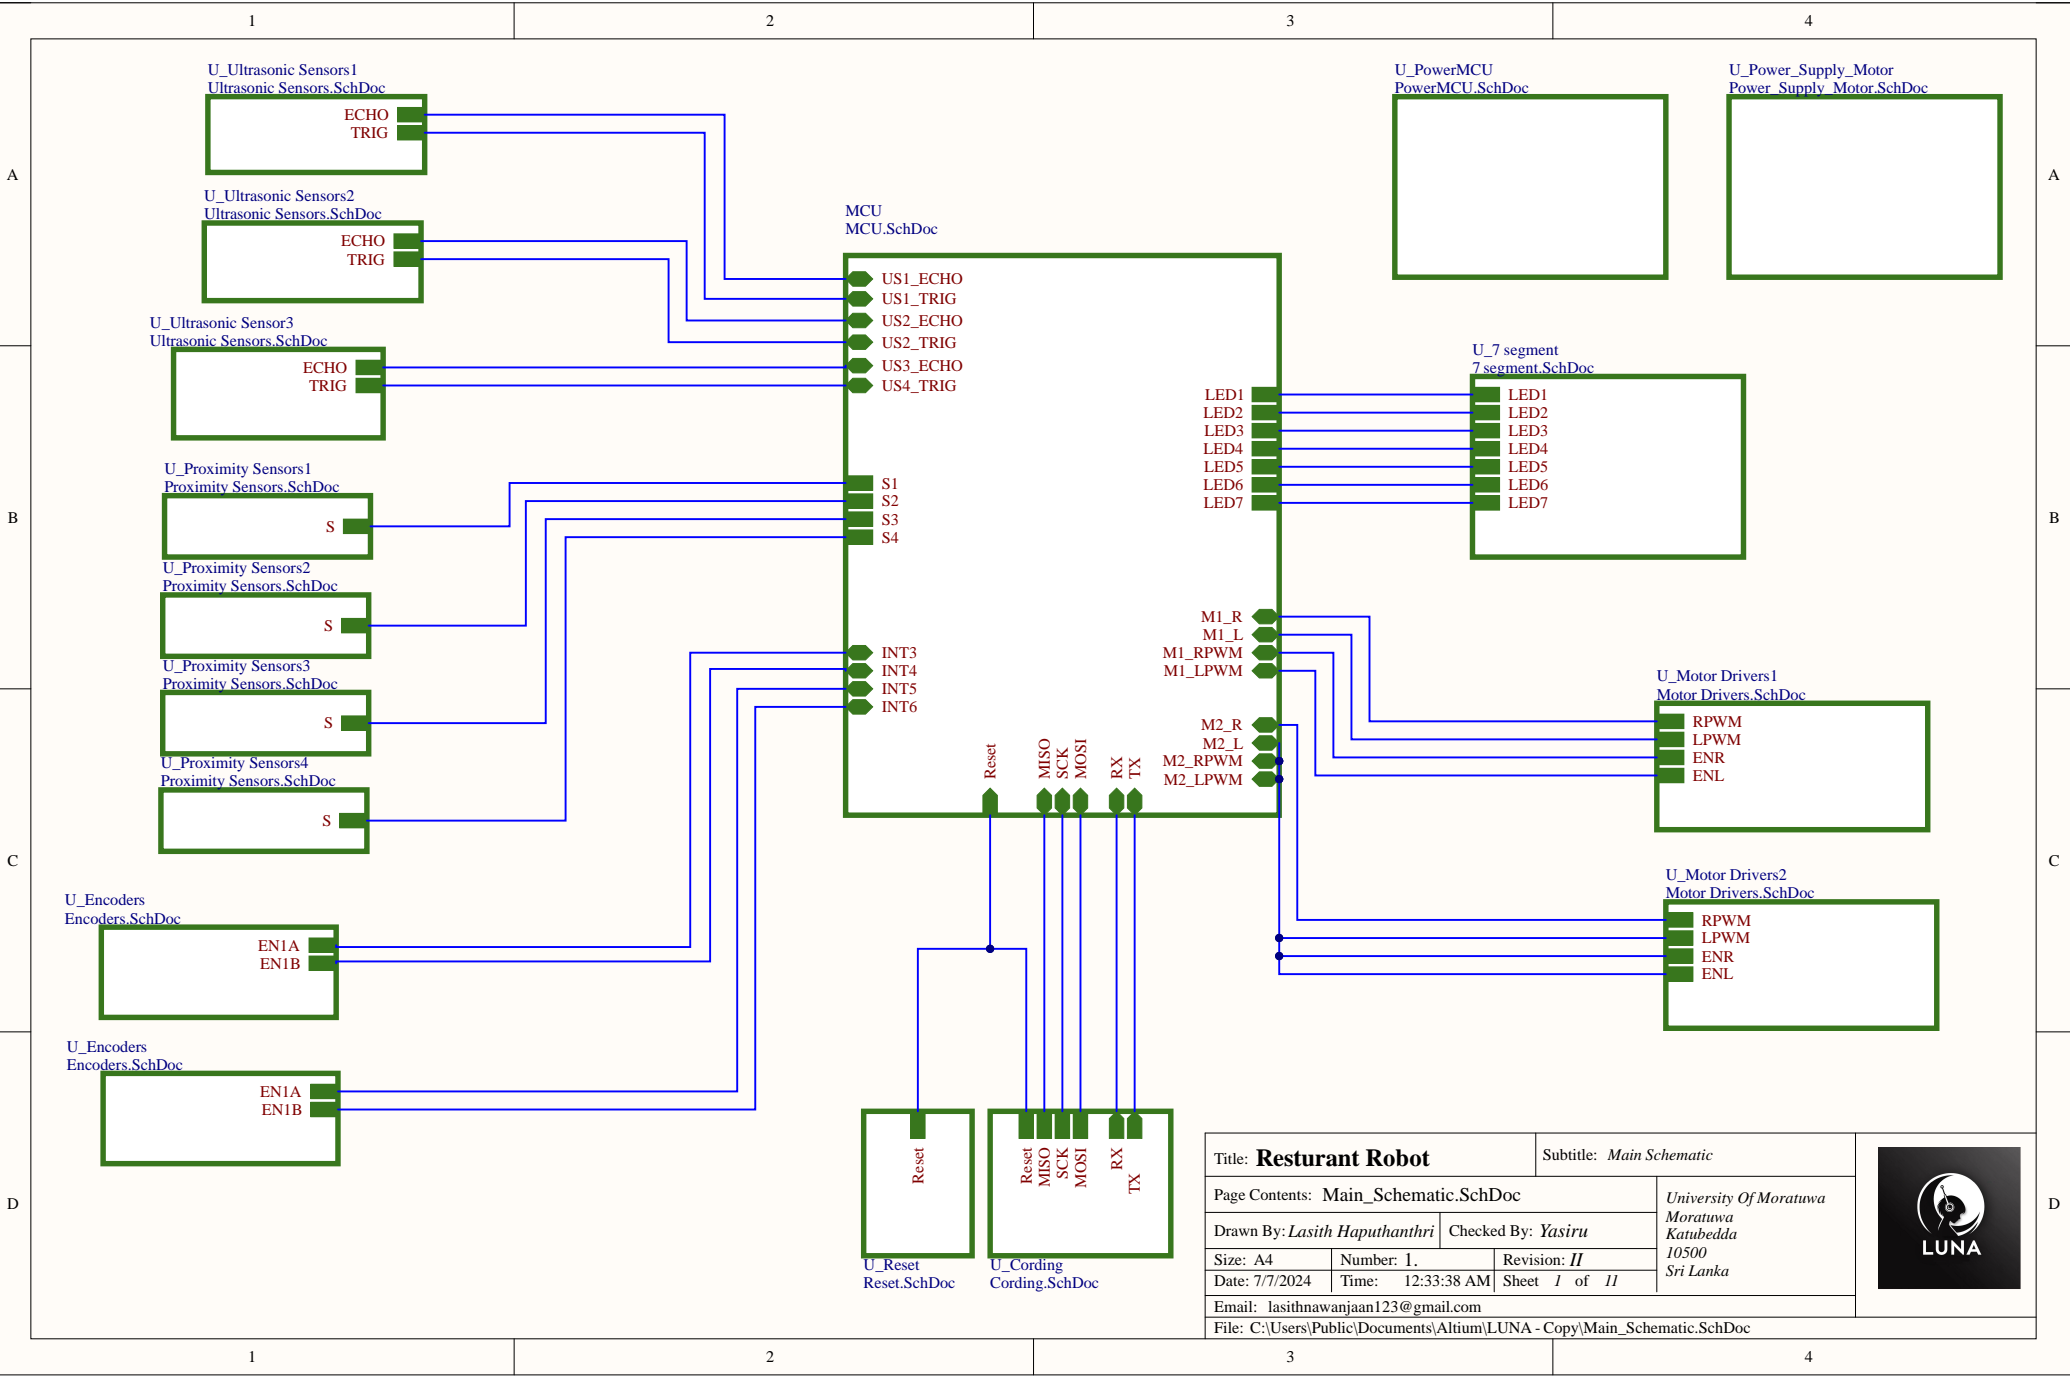 1 2 3 4
A
B
C
D
A
B
C
D
U_Ultrasonic Sensors1
Ultrasonic Sensors.SchDoc
ECHO
TRIG
U_Ultrasonic Sensors2
Ultrasonic Sensors.SchDoc
ECHO
TRIG
U_Ultrasonic Sensor3
Ultrasonic Sensors.SchDoc
ECHO
TRIG
U_Proximity Sensors1
Proximity Sensors.SchDoc
S
U_Proximity Sensors2
Proximity Sensors.SchDoc
S
U_Proximity Sensors3
Proximity Sensors.SchDoc
S
U_Proximity Sensors4
Proximity Sensors.SchDoc
S
U_Encoders
Encoders.SchDoc
EN1A
EN1B
U_Encoders
Encoders.SchDoc
EN1A
EN1B
MCU
MCU.SchDoc
US1_ECHO
US1_TRIG
US2_ECHO
US2_TRIG
US3_ECHO
US4_TRIG
S1
S2
S3
S4
INT3
INT4
INT5
INT6
LED1
LED2
LED3
LED4
LED5
LED6
LED7
M1_R
M1_L
M1_RPWM
M1_LPWM
M2_R
M2_L
M2_RPWM
M2_LPWM
Reset
MISO
SCK
MOSI
RX
TX
U_PowerMCU
PowerMCU.SchDoc
U_Power_Supply_Motor
Power_Supply_Motor.SchDoc
U_7 segment
7 segment.SchDoc
LED1
LED2
LED3
LED4
LED5
LED6
LED7
U_Motor Drivers1
Motor Drivers.SchDoc
RPWM
LPWM
ENR
ENL
U_Motor Drivers2
Motor Drivers.SchDoc
RPWM
LPWM
ENR
ENL
Reset
U_Reset
Reset.SchDoc
Reset
MISO
SCK
MOSI
RX
TX
U_Cording
Cording.SchDoc
Title: Resturant Robot
Subtitle: Main Schematic
Page Contents: Main_Schematic.SchDoc
Drawn By: Lasith Haputhanthri
Checked By: Yasiru
Size: A4
Number: 1.
Revision: II
Date: 7/7/2024
Time: 12:33:38 AM
Sheet 1 of 11
University Of Moratuwa
Moratuwa
Katubedda
10500
Sri Lanka
Email: lasithnawanjaan123@gmail.com
File: C:\Users\Public\Documents\Altium\LUNA - Copy\Main_Schematic.SchDoc
LUNA
1 2 3 4